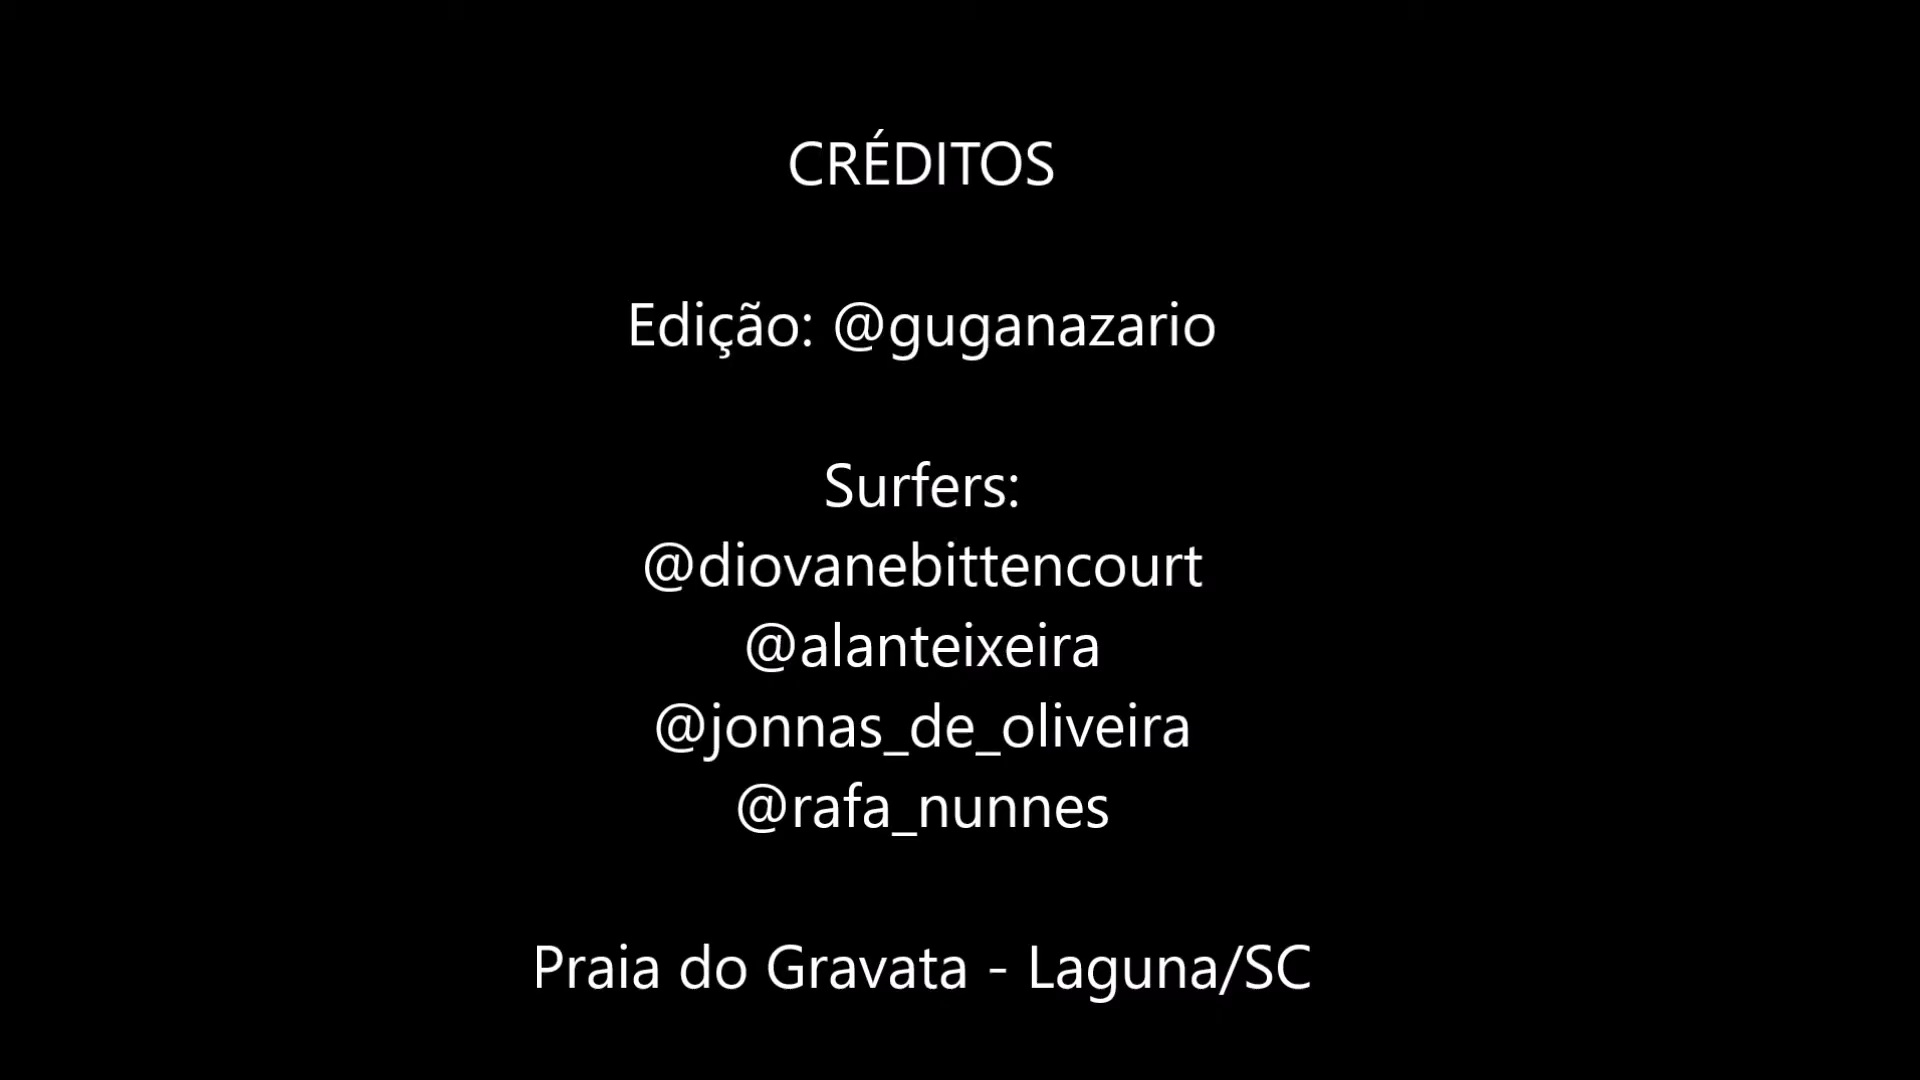 CRÉDITOS
Edição: @guganazario
Surfers:
@diovanebittencourt
@alanteixeira
@jonnas_de_oliveira
@rafa_nunnes
Praia do Gravata - Laguna/SC